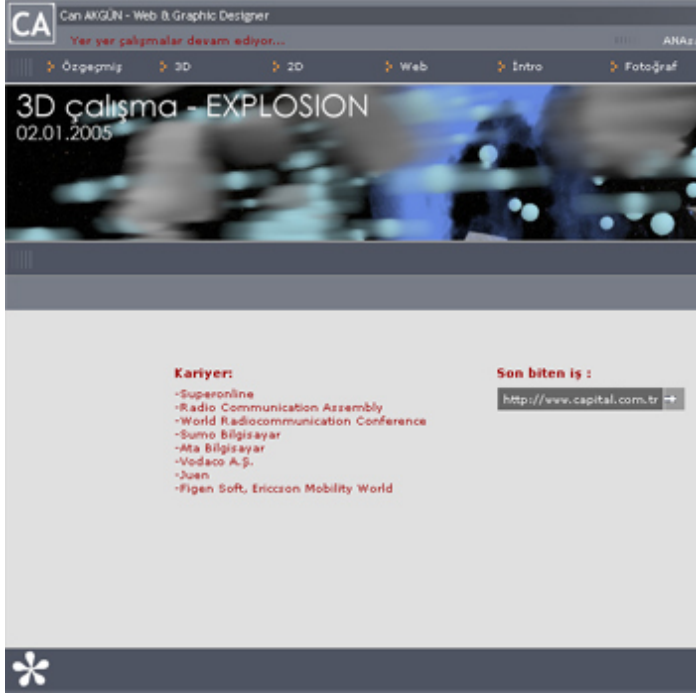 CA
Can AKGÜN - Web & Graphic Designer
Yer yer çalışmalar devam ediyor...
Özgeçmiş
3D
2D
Web
İntro
Fotoğraf
3D çalışma - EXPLOSION
02.01.2005
Kariyer:
-Superonline
-Radio Communication Assembly
-World Radiocommunication Conference
-Sumo Bilgisayar
-Ata Bilgisayar
-Vodaco A.Ş.
-Juen
-Figen Soft, Ericcson Mobility World
Son biten iş :
http://www.capital.com.tr